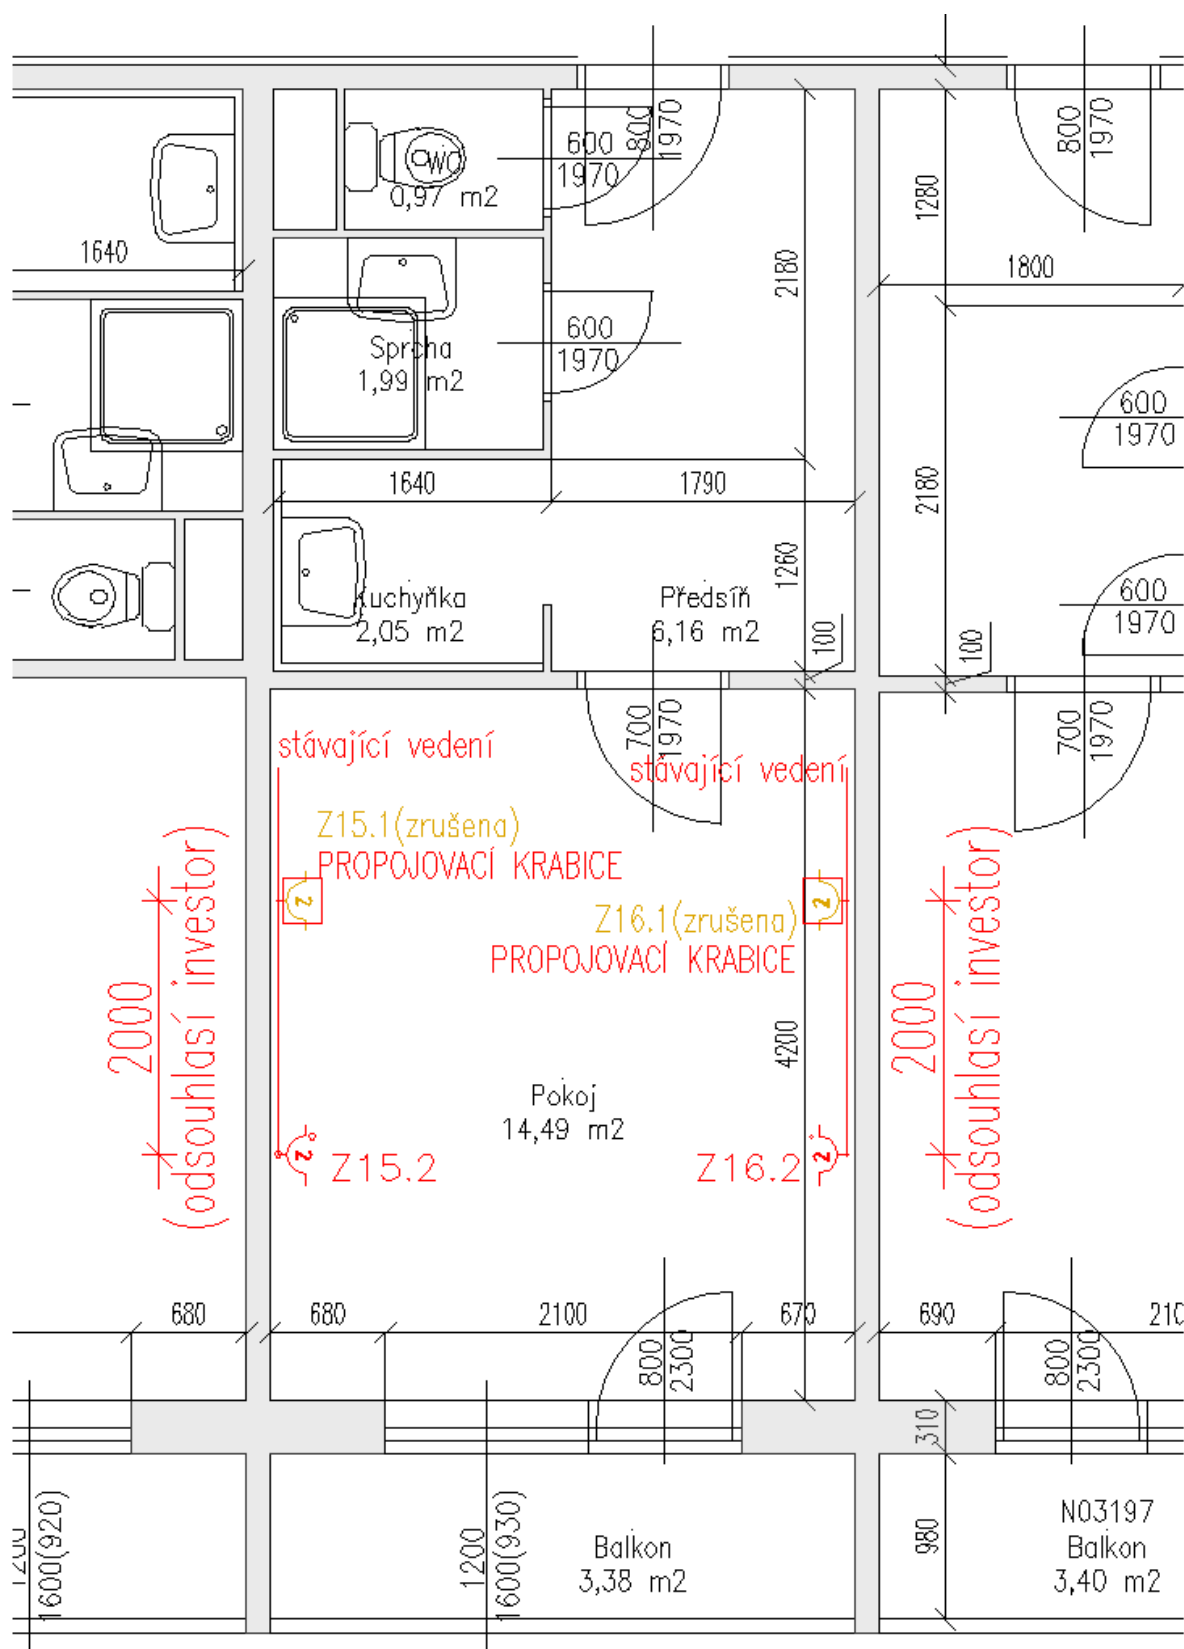 800
1970
600
1970
WC
0,97 m2
800
1970
1280
1640
2180
1800
600
1970
Sprcha
1,99 m2
600
1970
1640
1790
2180
1260
Kuchyňka
2,05 m2
Předsíň
6,16 m2
600
1970
100
100
700
1970
700
1970
stávající vedení
stávající vedení
Z15.1(zrušena)
PROPOJOVACÍ KRABICE
2
Z16.1(zrušena)
2
PROPOJOVACÍ KRABICE
2000
(odsouhlasí investor)
2000
(odsouhlasí investor)
4200
Pokoj
14,49 m2
2
Z15.2
Z16.2
2
680
680
2100
670
690
800
2300
800
2300
310
1600(920)
1200
1600(930)
Balkon
3,38 m2
980
N03197
Balkon
3,40 m2